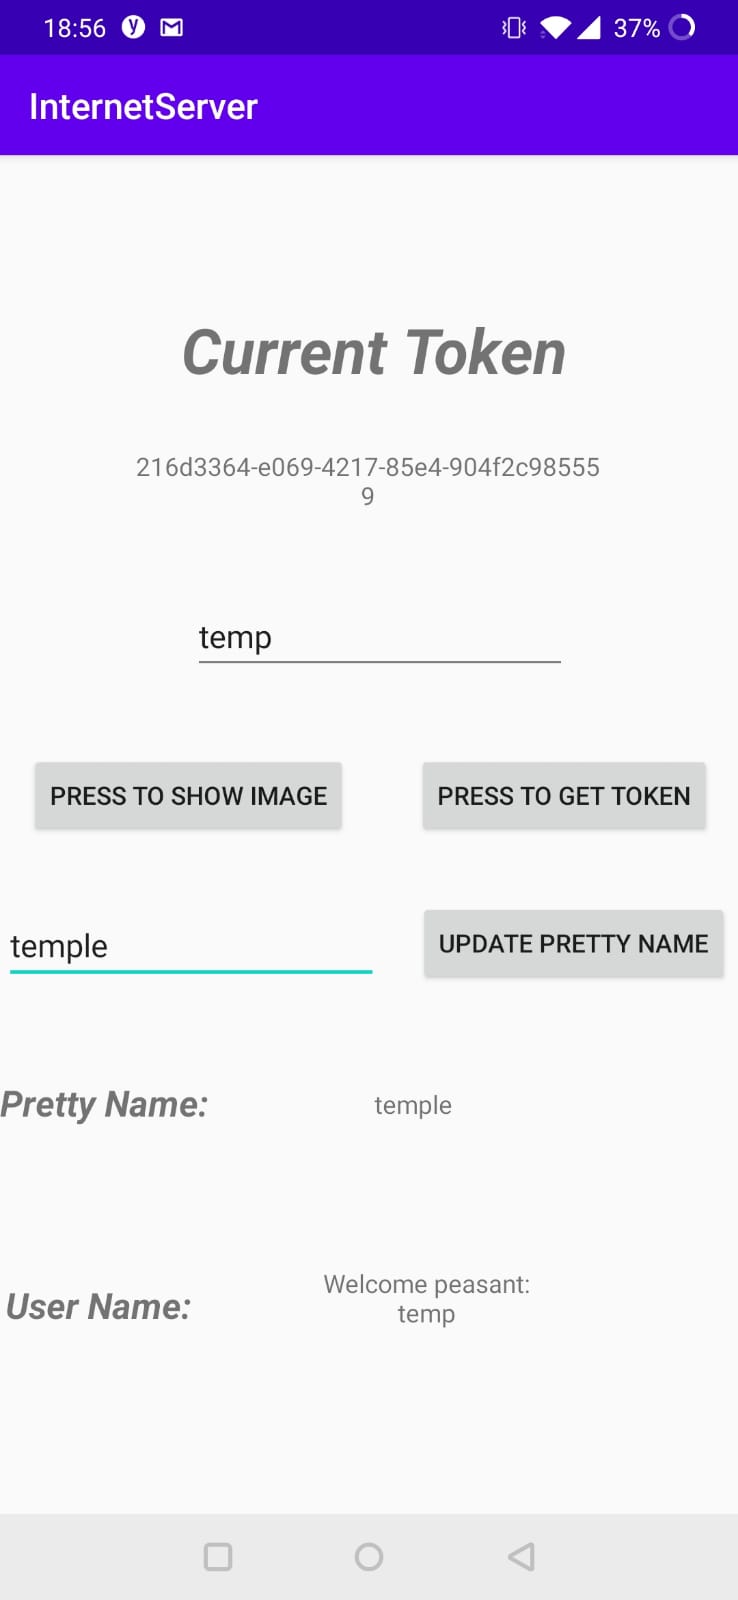 18:56 y M 37%
InternetServer
Current Token
216d3364-e069-4217-85e4-904f2c98555
9
temp
PRESS TO SHOW IMAGE PRESS TO GET TOKEN
temple UPDATE PRETTY NAME
Pretty Name: temple
Welcome peasant:
User Name: temp